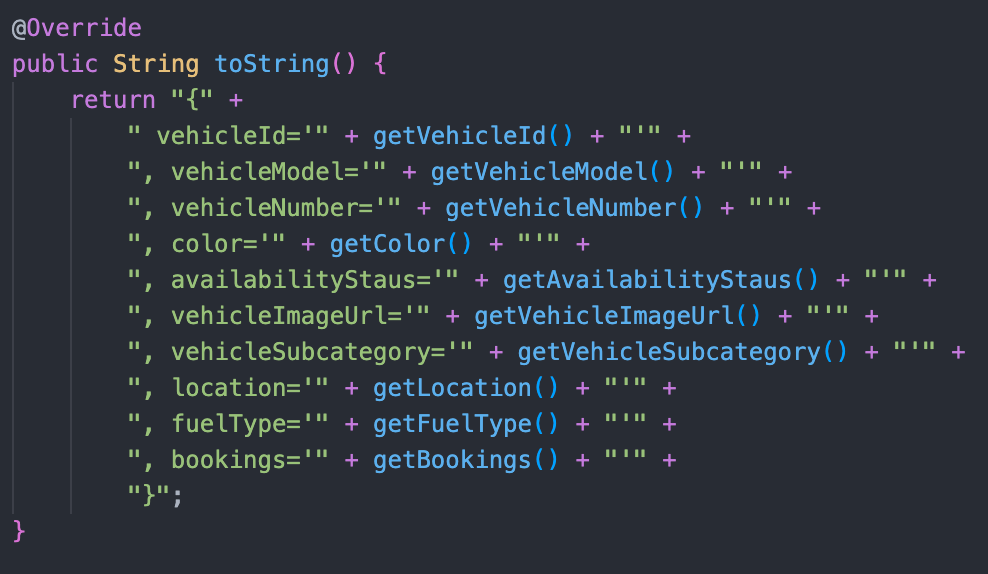 @Override
public String toString() {
    return "{" +
        " vehicleId='" + getVehicleId() + "'" +
        ", vehicleModel='" + getVehicleModel() + "'" +
        ", vehicleNumber='" + getVehicleNumber() + "'" +
        ", color='" + getColor() + "'" +
        ", availabilityStaus='" + getAvailabilityStaus() + "'" +
        ", vehicleImageUrl='" + getVehicleImageUrl() + "'" +
        ", vehicleSubcategory='" + getVehicleSubcategory() + "'" +
        ", location='" + getLocation() + "'" +
        ", fuelType='" + getFuelType() + "'" +
        ", bookings='" + getBookings() + "'" +
        "}";
}